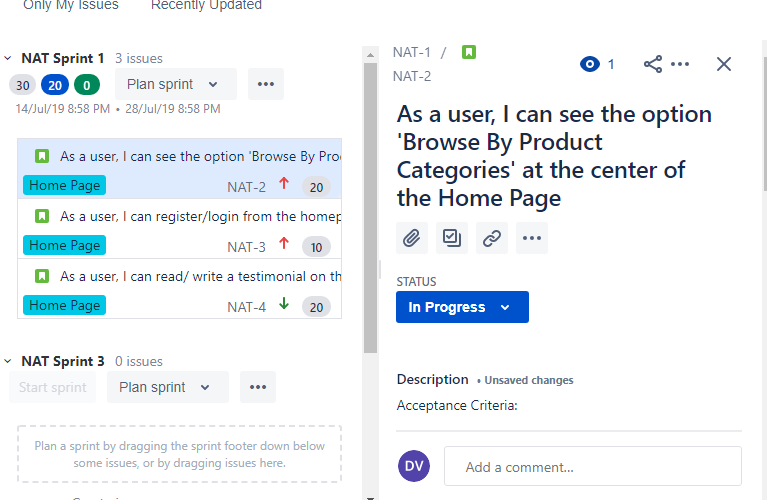 Only My Issues Recently Updated
NAT Sprint 1 3 issues
30 20 0 Plan sprint •••
14/Jul/19 8:58 PM • 28/Jul/19 8:58 PM
As a user, I can see the option 'Browse By Pro
Home Page NAT-2 20
As a user, I can register/login from the homep
Home Page NAT-3 10
As a user, I can read/ write a testimonial on th
Home Page NAT-4 20
NAT Sprint 3 0 issues
Start sprint Plan sprint •••
Plan a sprint by dragging the sprint footer down below
some issues, or by dragging issues here.
NAT-1 /
NAT-2
1
As a user, I can see the option
'Browse By Product
Categories' at the center of
the Home Page
STATUS
In Progress
Description • Unsaved changes
Acceptance Criteria:
DV Add a comment...